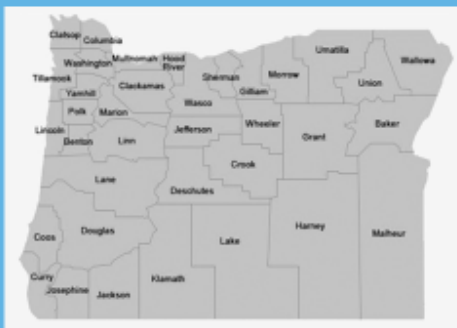 Clatsop
Columbia
Washington
Multnomah
Hood
River
Umatilla
Wallowa
Tillamook
Yamhill
Clackamas
Sherman
Gilliam
Morrow
Union
Polk
Marion
Wasco
Lincoln
Benton
Linn
Jefferson
Wheeler
Grant
Baker
Crook
Lane
Deschutes
Coos
Douglas
Harney
Malheur
Lake
Klamath
Curry
Josephine
Jackson